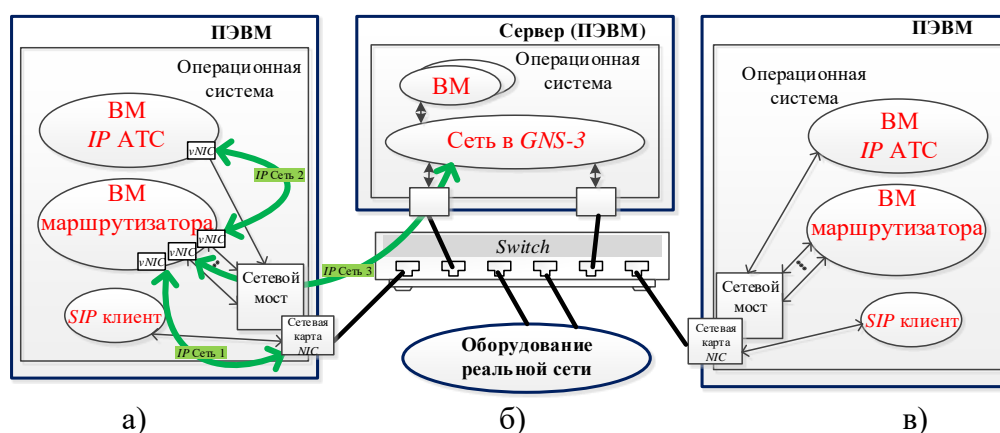 ПЭВМ
Операционная
система
ВМ
IP АТС
vNIC
IP Сеть 2
ВМ
маршрутизатора
vNIC
vNIC
vNIC
IP Сеть 3
Сетевой
мост
SIP клиент
Сетевая
карта
NIC
IP Сеть 1
а)
Сервер (ПЭВМ)
Операционная
система
ВМ
Сеть в GNS-3
Switch
Оборудование
реальной сети
б)
ПЭВМ
Операционная
система
ВМ
IP АТС
ВМ
маршрутизатора
Сетевой
мост
Сетевая
карта
NIC
SIP клиент
в)